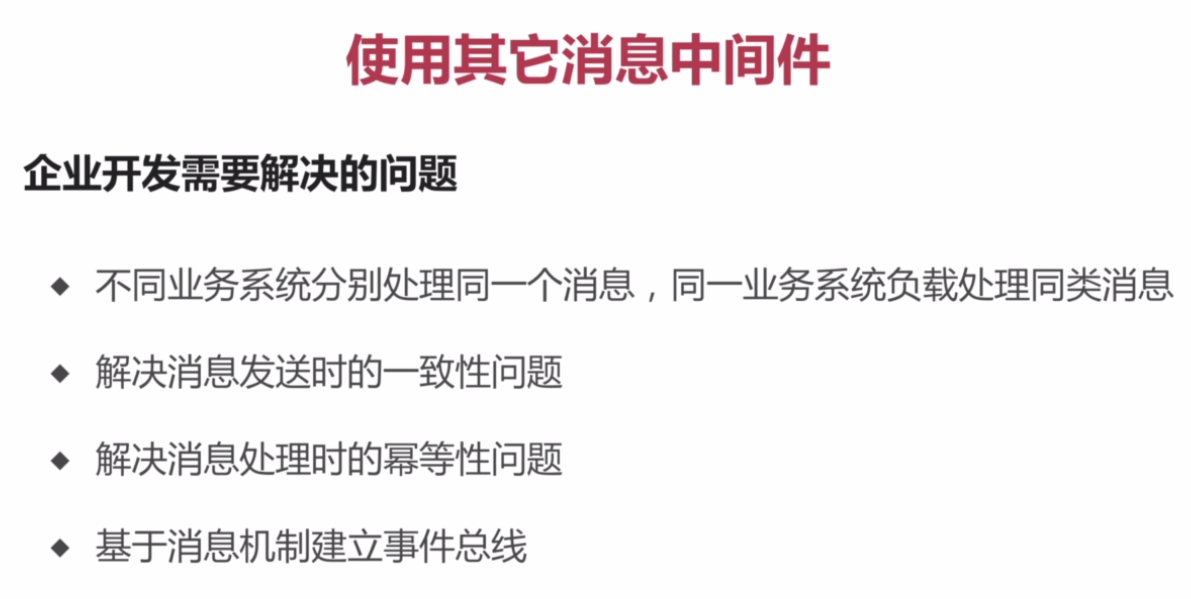 使用其它消息中间件
企业开发需要解决的问题
◆ 不同业务系统分别处理同一个消息，同一业务系统负载处理同类消息
◆ 解决消息发送时的一致性问题
◆ 解决消息处理时的幂等性问题
◆ 基于消息机制建立事件总线